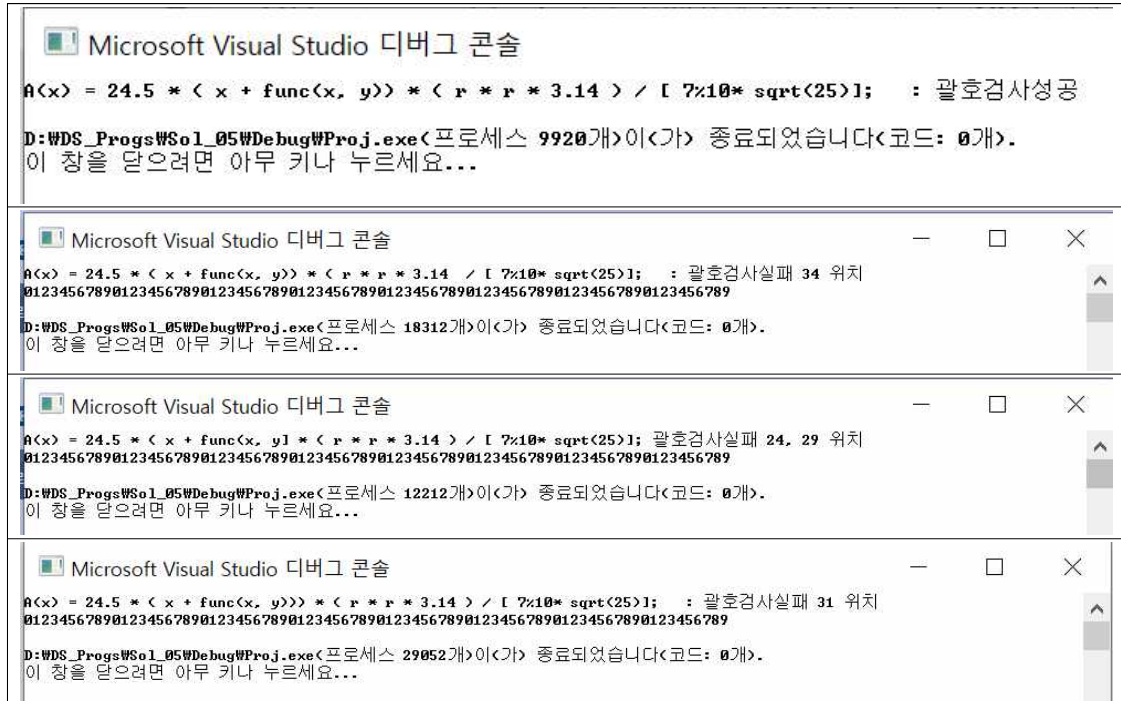 Microsoft Visual Studio 디버그 콘솔
A(x) = 24.5 * ( x + func(x, y)) * ( r * r * 3.14 ) / [ 7%10* sqrt(25)];   : 괄호검사성공
D:₩DS_Progs₩Sol_05₩Debug₩Proj.exe(프로세스 9920개)이(가) 종료되었습니다(코드: 0개).
이 창을 닫으려면 아무 키나 누르세요...
Microsoft Visual Studio 디버그 콘솔
A(x) = 24.5 * ( x + func(x, y)) * ( r * r * 3.14  / [ 7%10* sqrt(25)];   : 괄호검사실패 34 위치
0123456789012345678901234567890123456789012345678901234567890123456789
D:₩DS_Progs₩Sol_05₩Debug₩Proj.exe(프로세스 18312개)이(가) 종료되었습니다(코드: 0개).
이 창을 닫으려면 아무 키나 누르세요...
Microsoft Visual Studio 디버그 콘솔
A(x) = 24.5 * ( x + func(x, y] * ( r * r * 3.14 ) / [ 7%10* sqrt(25)]; 괄호검사실패 24, 29 위치
0123456789012345678901234567890123456789012345678901234567890123456789
D:₩DS_Progs₩Sol_05₩Debug₩Proj.exe(프로세스 12212개)이(가) 종료되었습니다(코드: 0개).
이 창을 닫으려면 아무 키나 누르세요...
Microsoft Visual Studio 디버그 콘솔
A(x) = 24.5 * ( x + func(x, y))) * ( r * r * 3.14 ) / [ 7%10* sqrt(25)];   : 괄호검사실패 31 위치
0123456789012345678901234567890123456789012345678901234567890123456789
D:₩DS_Progs₩Sol_05₩Debug₩Proj.exe(프로세스 29052개)이(가) 종료되었습니다(코드: 0개).
이 창을 닫으려면 아무 키나 누르세요...